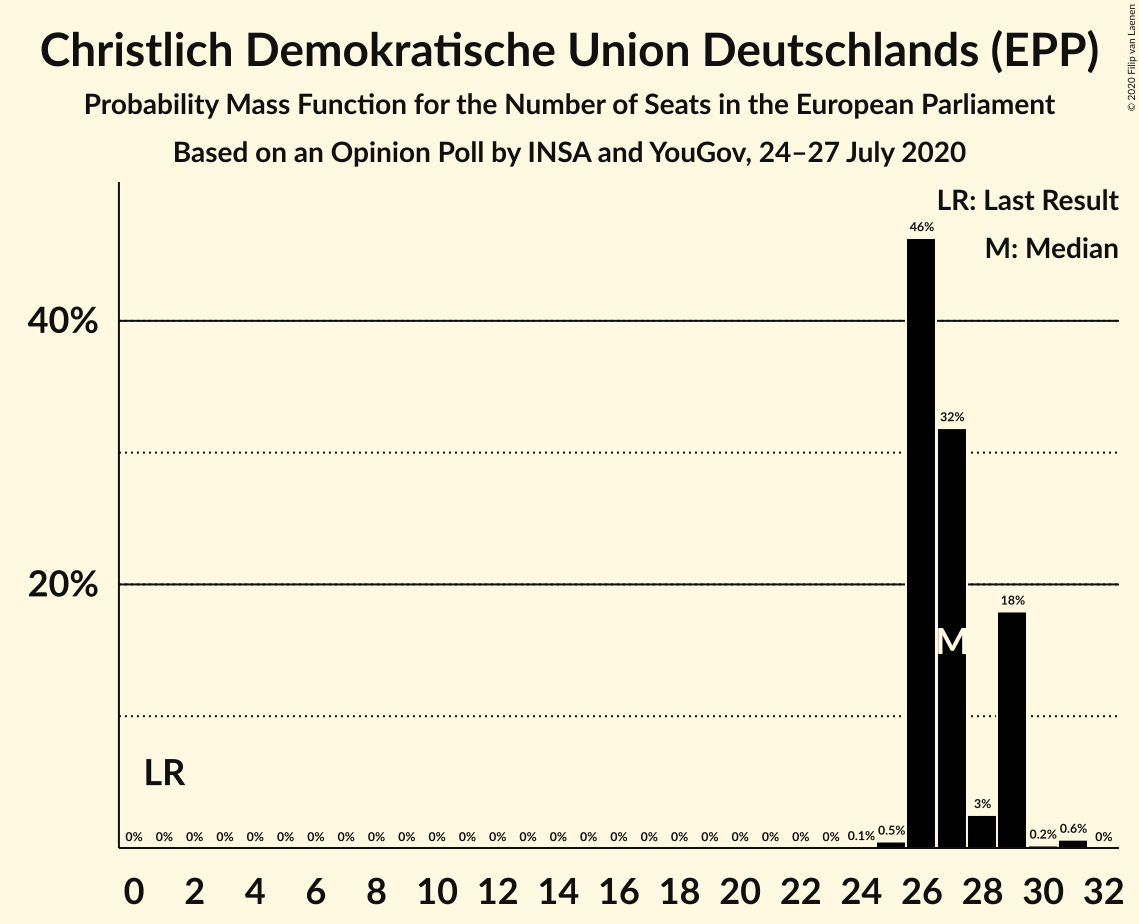 Christlich Demokratische Union Deutschlands (EPP)
Probability Mass Function for the Number of Seats in the European Parliament
Based on an Opinion Poll by INSA and YouGov, 24–27 July 2020
© 2020 Filip van Laenen
LR: Last Result
M: Median
46%
40%
32%
20%
18%
M
LR
0% 0% 0% 0% 0% 0% 0% 0% 0% 0% 0% 0% 0% 0% 0% 0% 0% 0% 0% 0% 0% 0% 0% 0% 0.1% 0.5% 3% 0.2% 0.6% 0%
0 2 4 6 8 10 12 14 16 18 20 22 24 26 28 30 32